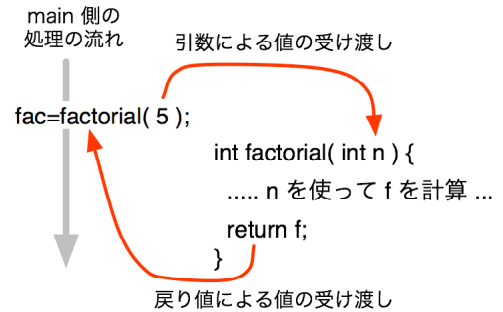 main 側の
処理の流れ
引数による値の受け渡し
fac=factorial( 5 );
int factorial( int n ) {
..... n を使って f を計算 ...
return f;
}
戻り値による値の受け渡し